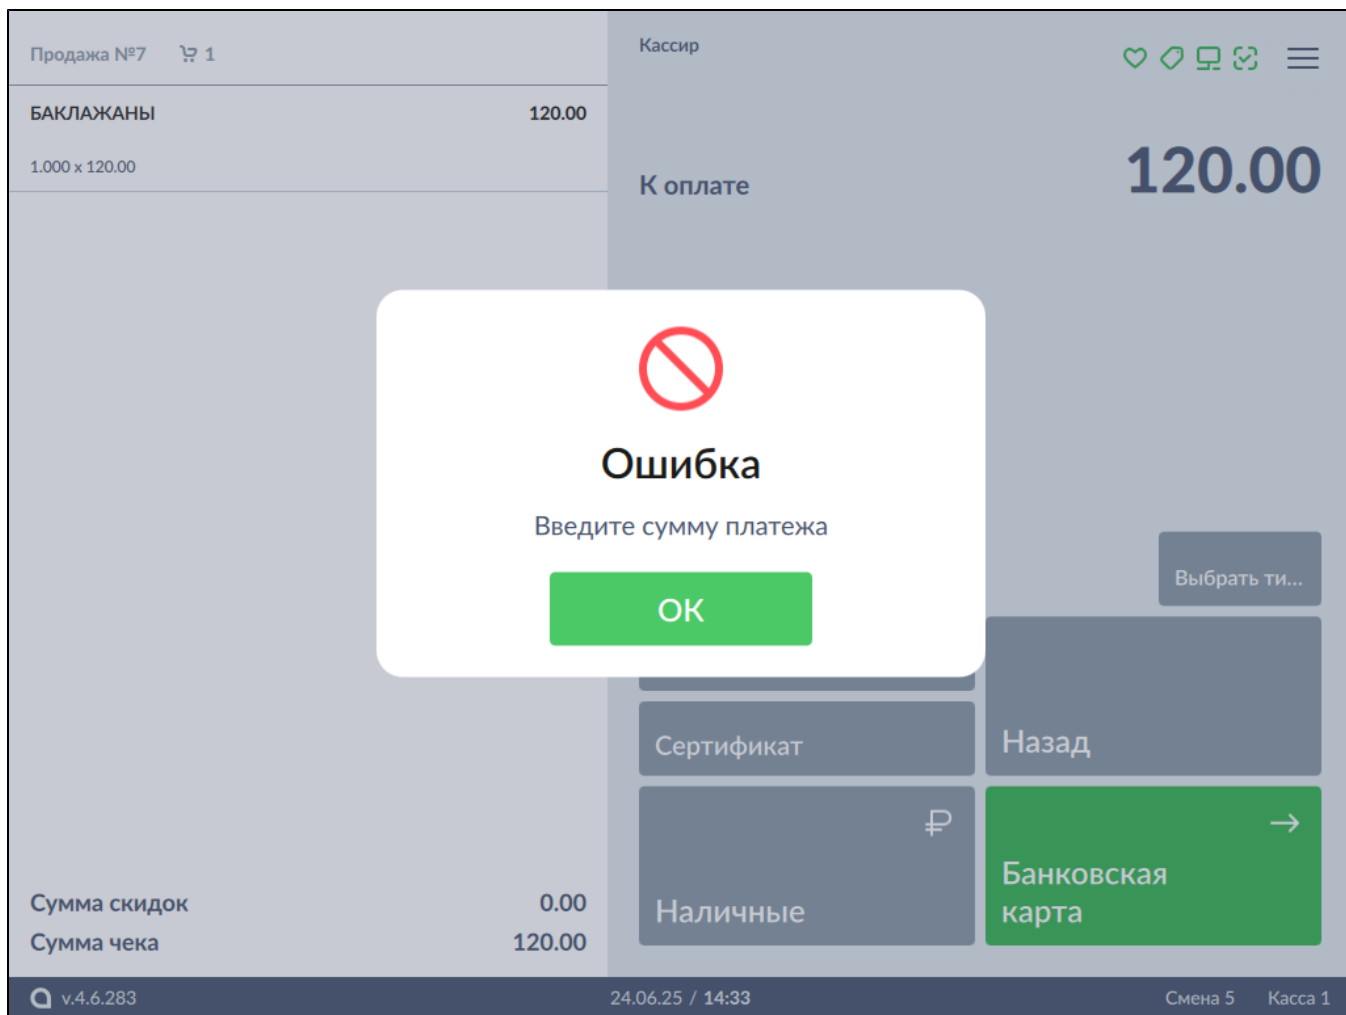 Продажа №7 1
Кассир
БАКЛАЖАНЫ 120.00
1.000 x 120.00
К оплате 120.00
Ошибка
Введите сумму платежа
ОК
Выбрать ти...
Сертификат
Назад
₽
Наличные
Банковская
карта
Сумма скидок 0.00
Сумма чека 120.00
v.4.6.283
24.06.25 / 14:33
Смена 5 Касса 1